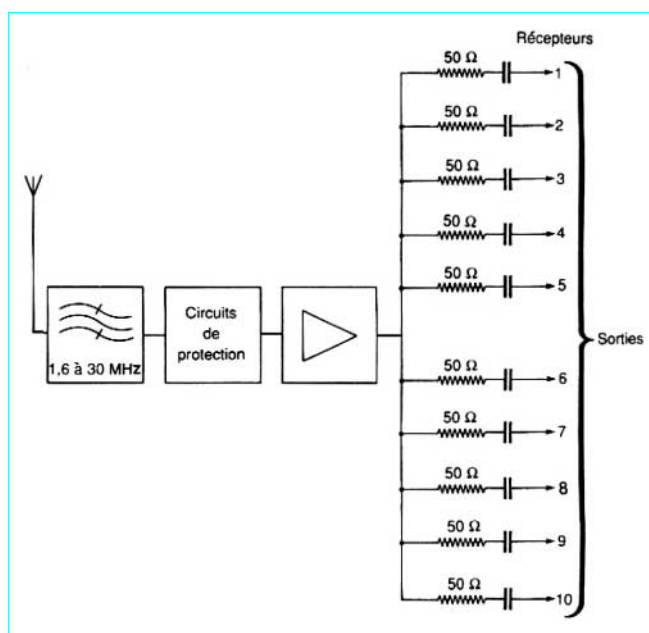 Récepteurs
50 Ω
1
50 Ω
2
50 Ω
3
50 Ω
4
50 Ω
5
1,6 à 30 MHz
Circuits
de
protection
Sorties
50 Ω
6
50 Ω
7
50 Ω
8
50 Ω
9
50 Ω
10